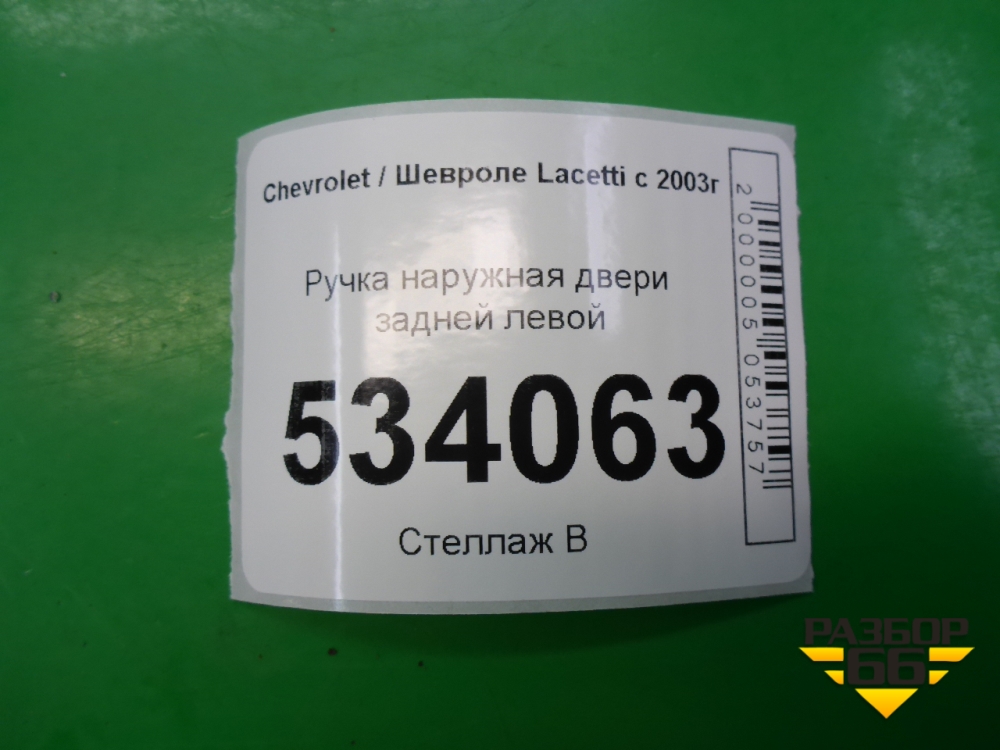 Chevrolet / Шевроле Lacetti с 2003г
Ручка наружная двери
задней левой
534063
Стеллаж В
2000005053757
РАЗБОР
66